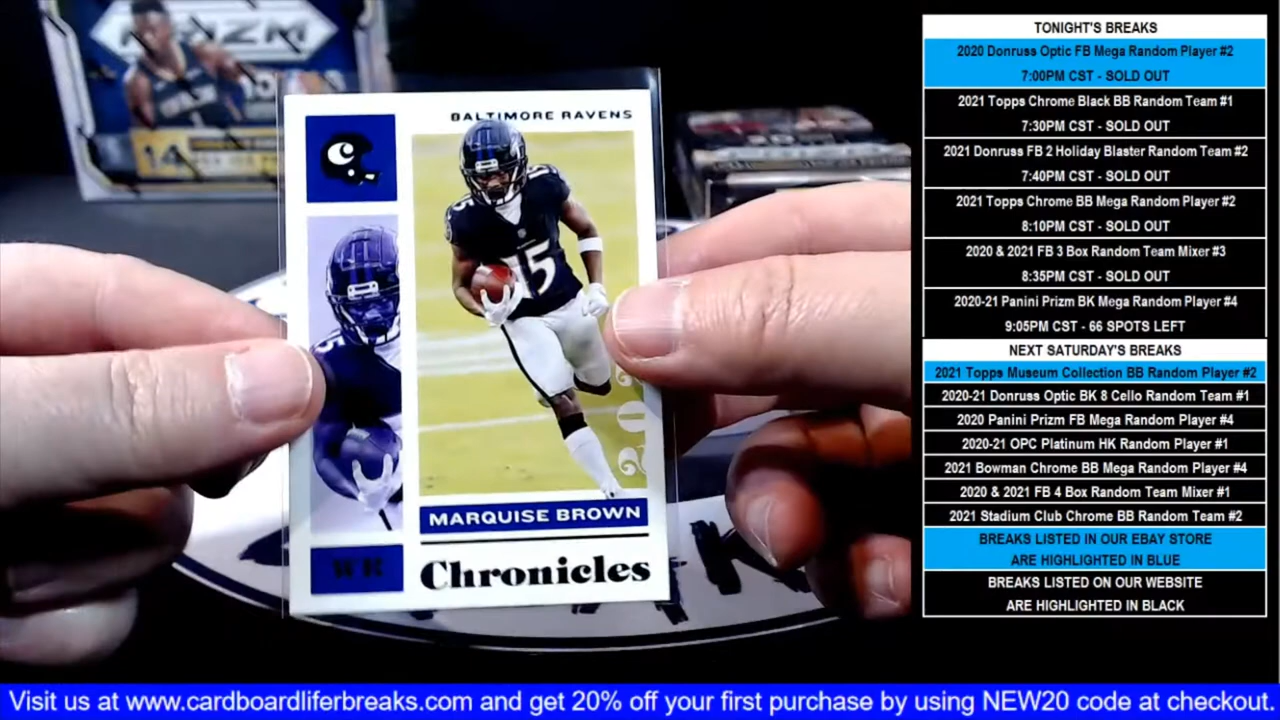 PRIZM
14
BALTIMORE RAVENS
C
15
15
MARQUISE BROWN
WR
Chronicles
TONIGHT'S BREAKS
2020 Donruss Optic FB Mega Random Player #2
7:00PM CST - SOLD OUT
2021 Topps Chrome Black BB Random Team #1
7:30PM CST - SOLD OUT
2021 Donruss FB 2 Holiday Blaster Random Team #2
7:40PM CST - SOLD OUT
2021 Topps Chrome BB Mega Random Player #2
8:10PM CST - SOLD OUT
2020 & 2021 FB 3 Box Random Team Mixer #3
8:35PM CST - SOLD OUT
2020-21 Panini Prizm BK Mega Random Player #4
9:05PM CST - 66 SPOTS LEFT
NEXT SATURDAY'S BREAKS
2021 Topps Museum Collection BB Random Player #2
2020-21 Donruss Optic BK 8 Cello Random Team #1
2020 Panini Prizm FB Mega Random Player #4
2020-21 OPC Platinum HK Random Player #1
2021 Bowman Chrome BB Mega Random Player #4
2020 & 2021 FB 4 Box Random Team Mixer #1
2021 Stadium Club Chrome BB Random Team #2
BREAKS LISTED IN OUR EBAY STORE
ARE HIGHLIGHTED IN BLUE
BREAKS LISTED ON OUR WEBSITE
ARE HIGHLIGHTED IN BLACK
Visit us at www.cardboardliferbreaks.com and get 20% off your first purchase by using NEW20 code at checkout.